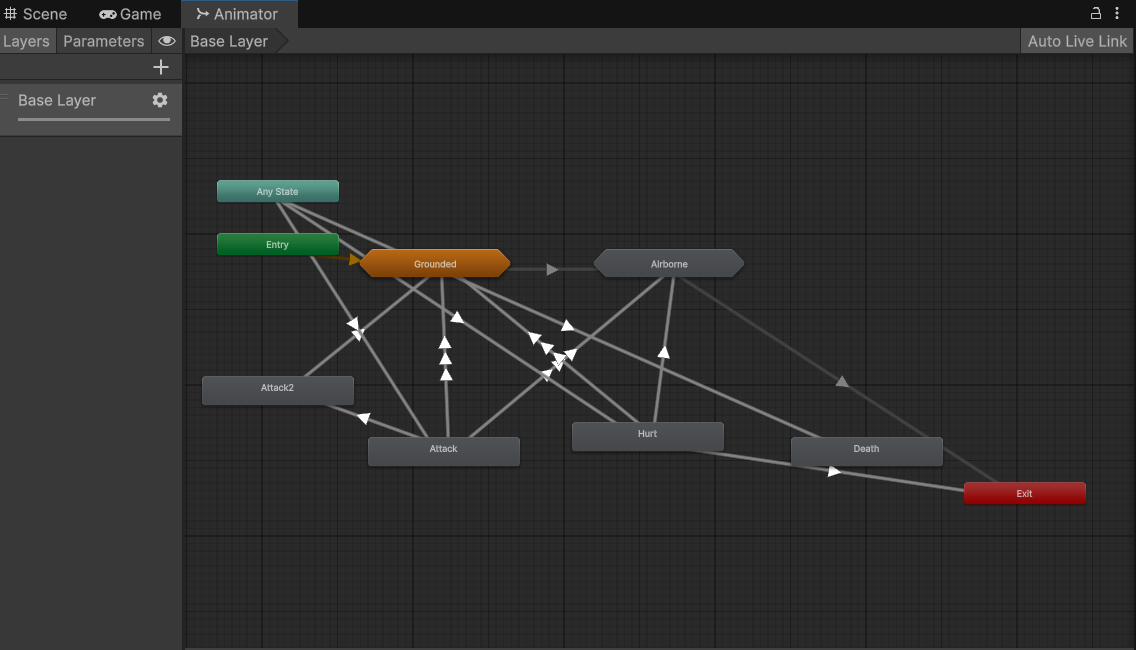 Scene Game Animator
Layers Parameters Base Layer Auto Live Link
Base Layer
Any State
Entry
Grounded Airborne
Attack2
Hurt
Attack Death
Exit